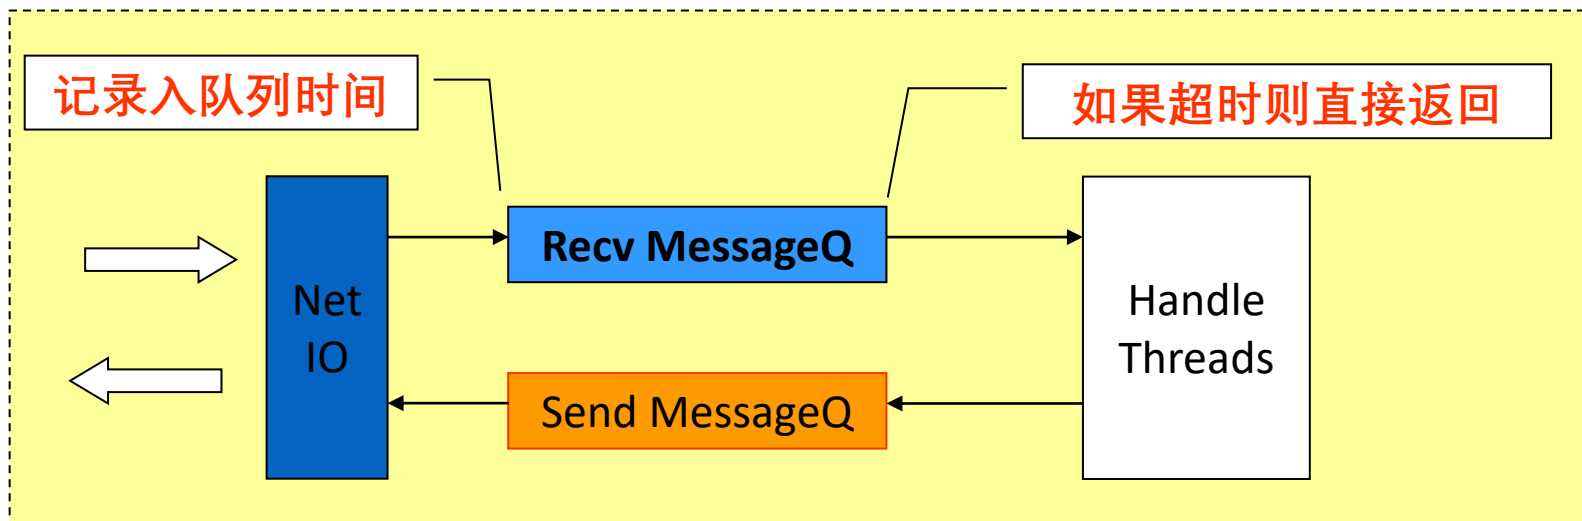 记录入队列时间
如果超时则直接返回
Recv MessageQ
Net
IO
Handle
Threads
Send MessageQ